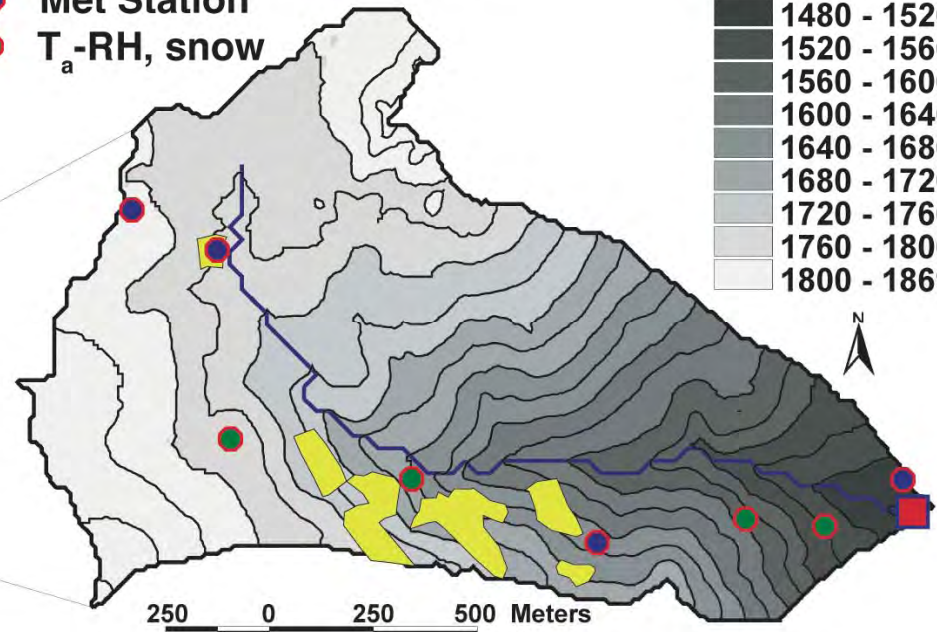 Met Station
Ta-RH, snow
1480 - 152
1520 - 156
1560 - 160
1600 - 164
1640 - 168
1680 - 172
1720 - 176
1760 - 180
1800 - 186
N
250 0 250 500 Meters